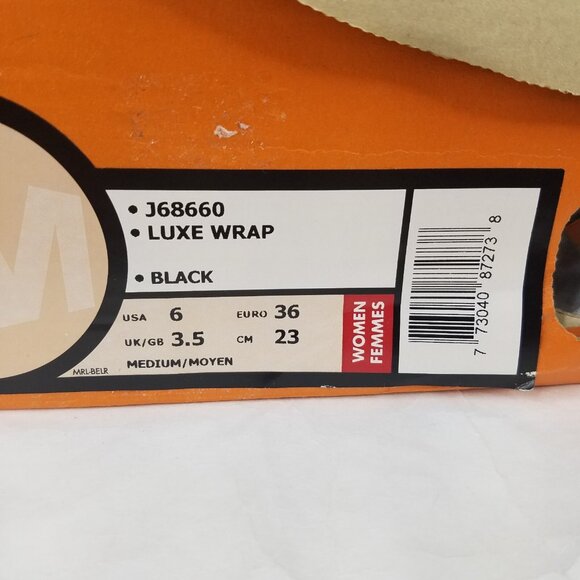 M
• J68660
• LUXE WRAP
• BLACK
USA 6 EURO 36
UK/GB 3.5 CM 23
MEDIUM/MOYEN
WOMEN
FEMMES
7 73040 87273 8
MRL-BELR